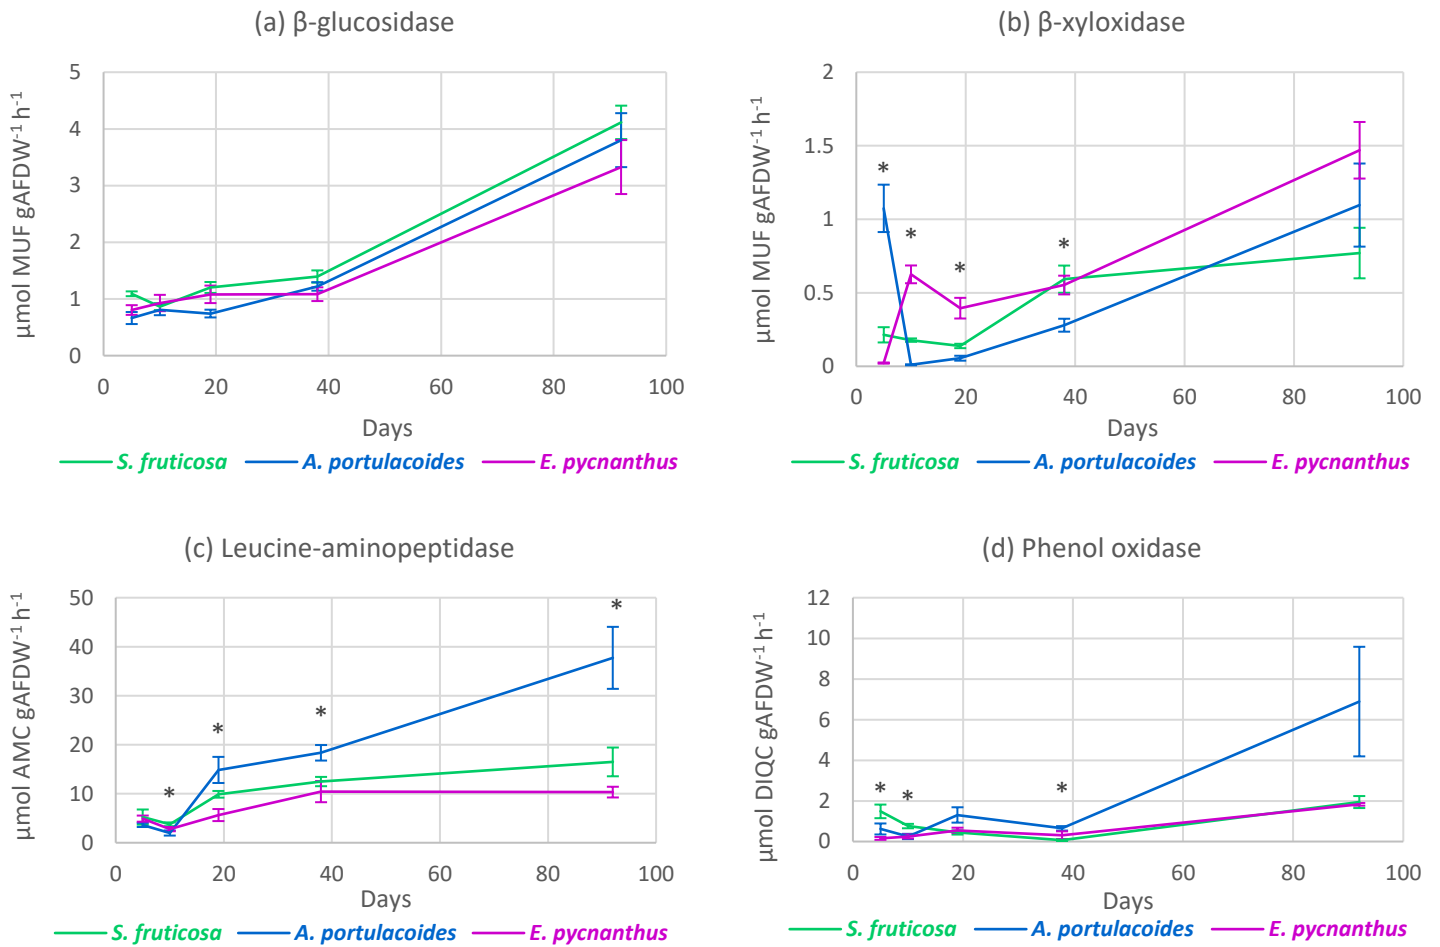 (a) β-glucosidase
5
4
3
2
1
0
0 20 40 60 80 100
μmol MUF gAFDW⁻¹ h⁻¹
Days
S. fruticosa A. portulacoides E. pycnanthus
(b) β-xyloxidase
2
1.5
1
0.5
0
0 20 40 60 80 100
μmol MUF gAFDW⁻¹ h⁻¹
* * * *
Days
S. fruticosa A. portulacoides E. pycnanthus
(c) Leucine-aminopeptidase
50
40
30
20
10
0
0 20 40 60 80 100
μmol AMC gAFDW⁻¹ h⁻¹
* * * *
Days
S. fruticosa A. portulacoides E. pycnanthus
(d) Phenol oxidase
12
10
8
6
4
2
0
0 20 40 60 80 100
μmol DIQC gAFDW⁻¹ h⁻¹
* * *
Days
S. fruticosa A. portulacoides E. pycnanthus